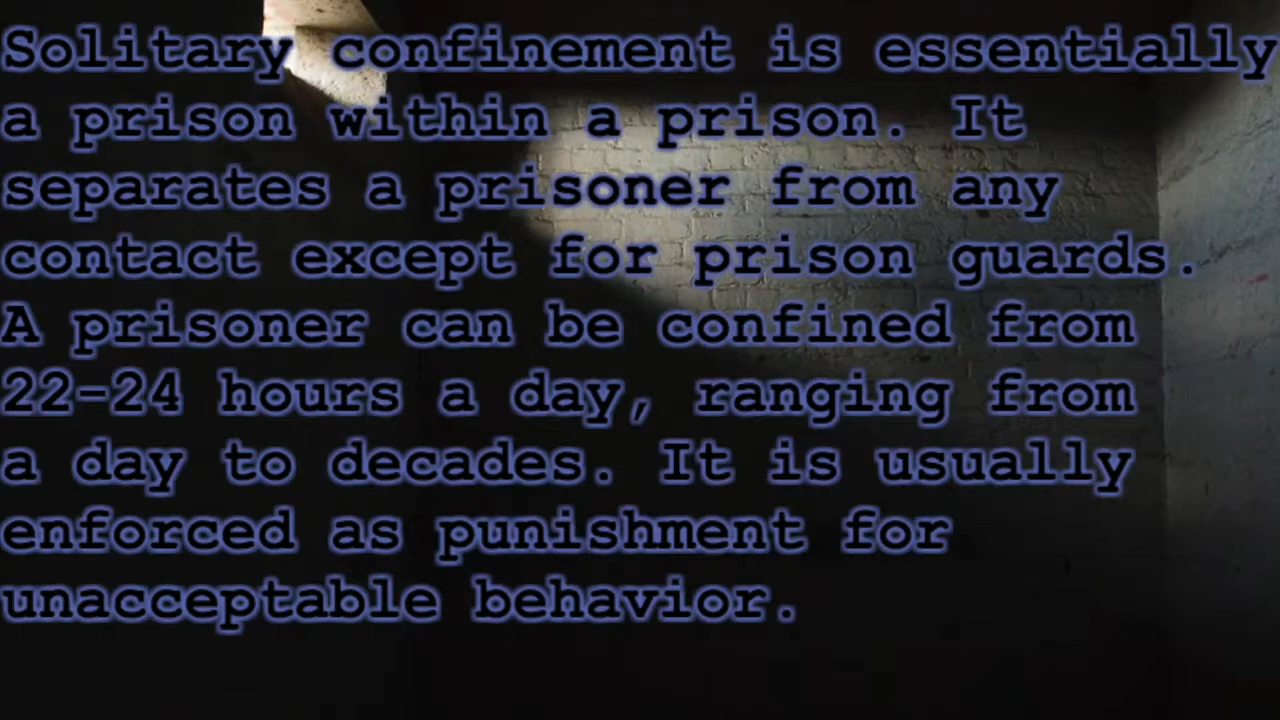 Solitary confinement is essentially
a prison within a prison. It
separates a prisoner from any
contact except for prison guards.
A prisoner can be confined from
22-24 hours a day, ranging from
a day to decades. It is usually
enforced as punishment for
unacceptable behavior.